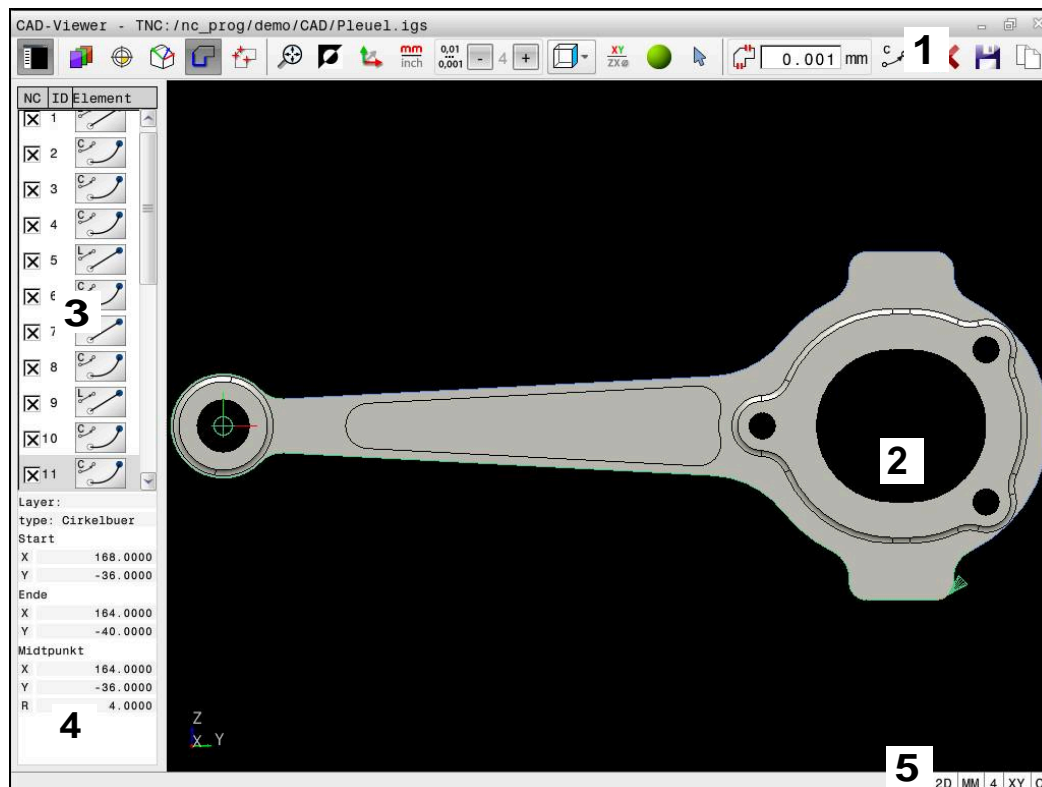 CAD-Viewer - TNC:/nc_prog/demo/CAD/Pleuel.igs
mm
inch
0,01
...
0,001
- 4 +
XY
ZX
0.001 mm
C
1
NC ID Element
1
2 C
3 C
4 C
5 L
6 C
7
8 C
9 L
10 C
11 C
3
Layer:
type: Cirkelbuer
Start
X 168.0000
Y -36.0000
Ende
X 164.0000
Y -40.0000
Midtpunkt
X 164.0000
Y -36.0000
R 4.0000
4
2
Z
X Y
5
2D MM 4 XY